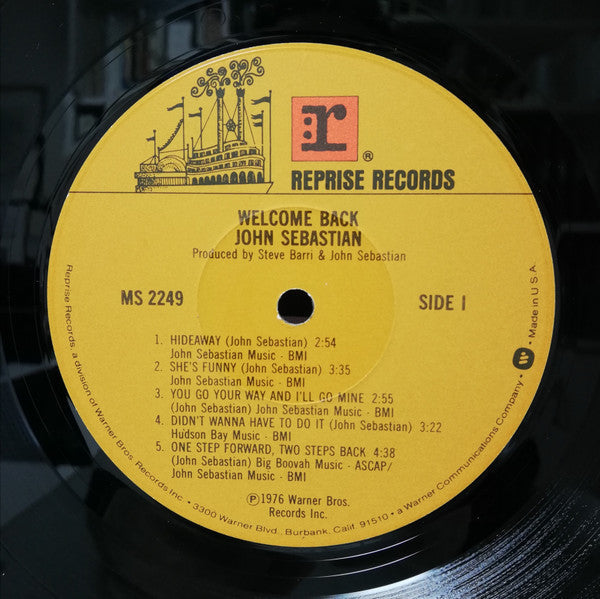 r
®
REPRISE RECORDS
WELCOME BACK
JOHN SEBASTIAN
Produced by Steve Barri & John Sebastian
MS 2249
SIDE 1
1. HIDEAWAY (John Sebastian) 2:54
John Sebastian Music - BMI
2. SHE'S FUNNY (John Sebastian) 3:35
John Sebastian Music - BMI
3. YOU GO YOUR WAY AND I'LL GO MINE 2:55
(John Sebastian) John Sebastian Music - BMI
4. DIDN'T WANNA HAVE TO DO IT (John Sebastian) 3:22
Hudson Bay Music - BMI
5. ONE STEP FORWARD, TWO STEPS BACK 4:38
(John Sebastian) Big Boovah Music - ASCAP/
John Sebastian Music - BMI
Ⓟ1976 Warner Bros.
Records Inc.
Reprise Records, a division of Warner Bros. Records Inc. • 3300 Warner Blvd., Burbank, Calif. 91510 • a Warner Communications Company • W • Made in U.S.A.